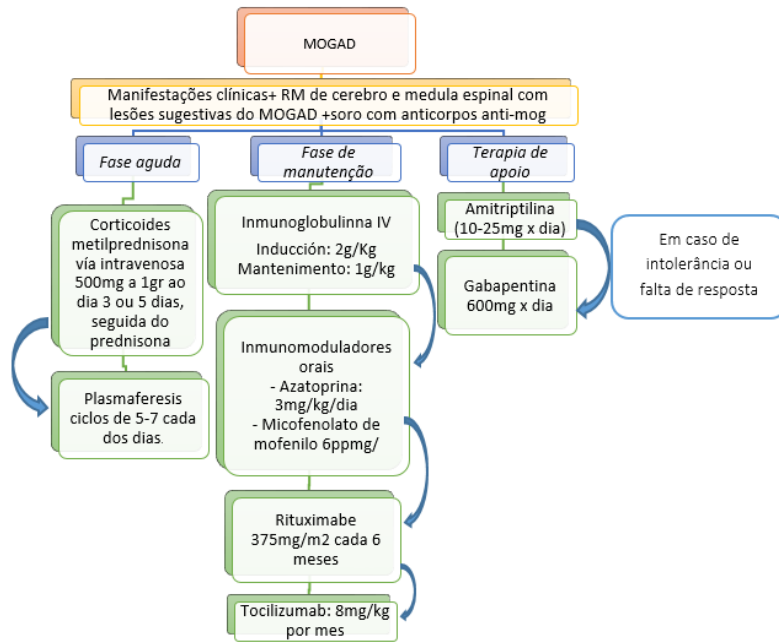 MOGAD
Manifestações clínicas+ RM de cerebro e medula espinal com
lesões sugestivas do MOGAD +soro com anticorpos anti-mog
Fase aguda
Corticoides
metilprednisona
vía intravenosa
500mg a 1gr ao
dia 3 ou 5 dias,
seguida do
prednisona
Plasmaferesis
ciclos de 5-7 cada
dos dias.
Fase de
manutenção
Inmunoglobulinna IV
Inducción: 2g/Kg
Mantenimento: 1g/kg
Inmunomoduladores
orais
- Azatoprina:
3mg/kg/dia
- Micofenolato de
mofenilo 6ppmg/
Rituximabe
375mg/m2 cada 6
meses
Tocilizumab: 8mg/kg
por mes
Terapia de
apoio
Amitriptilina
(10-25mg x dia)
Gabapentina
600mg x dia
Em caso de
intolerância ou
falta de resposta